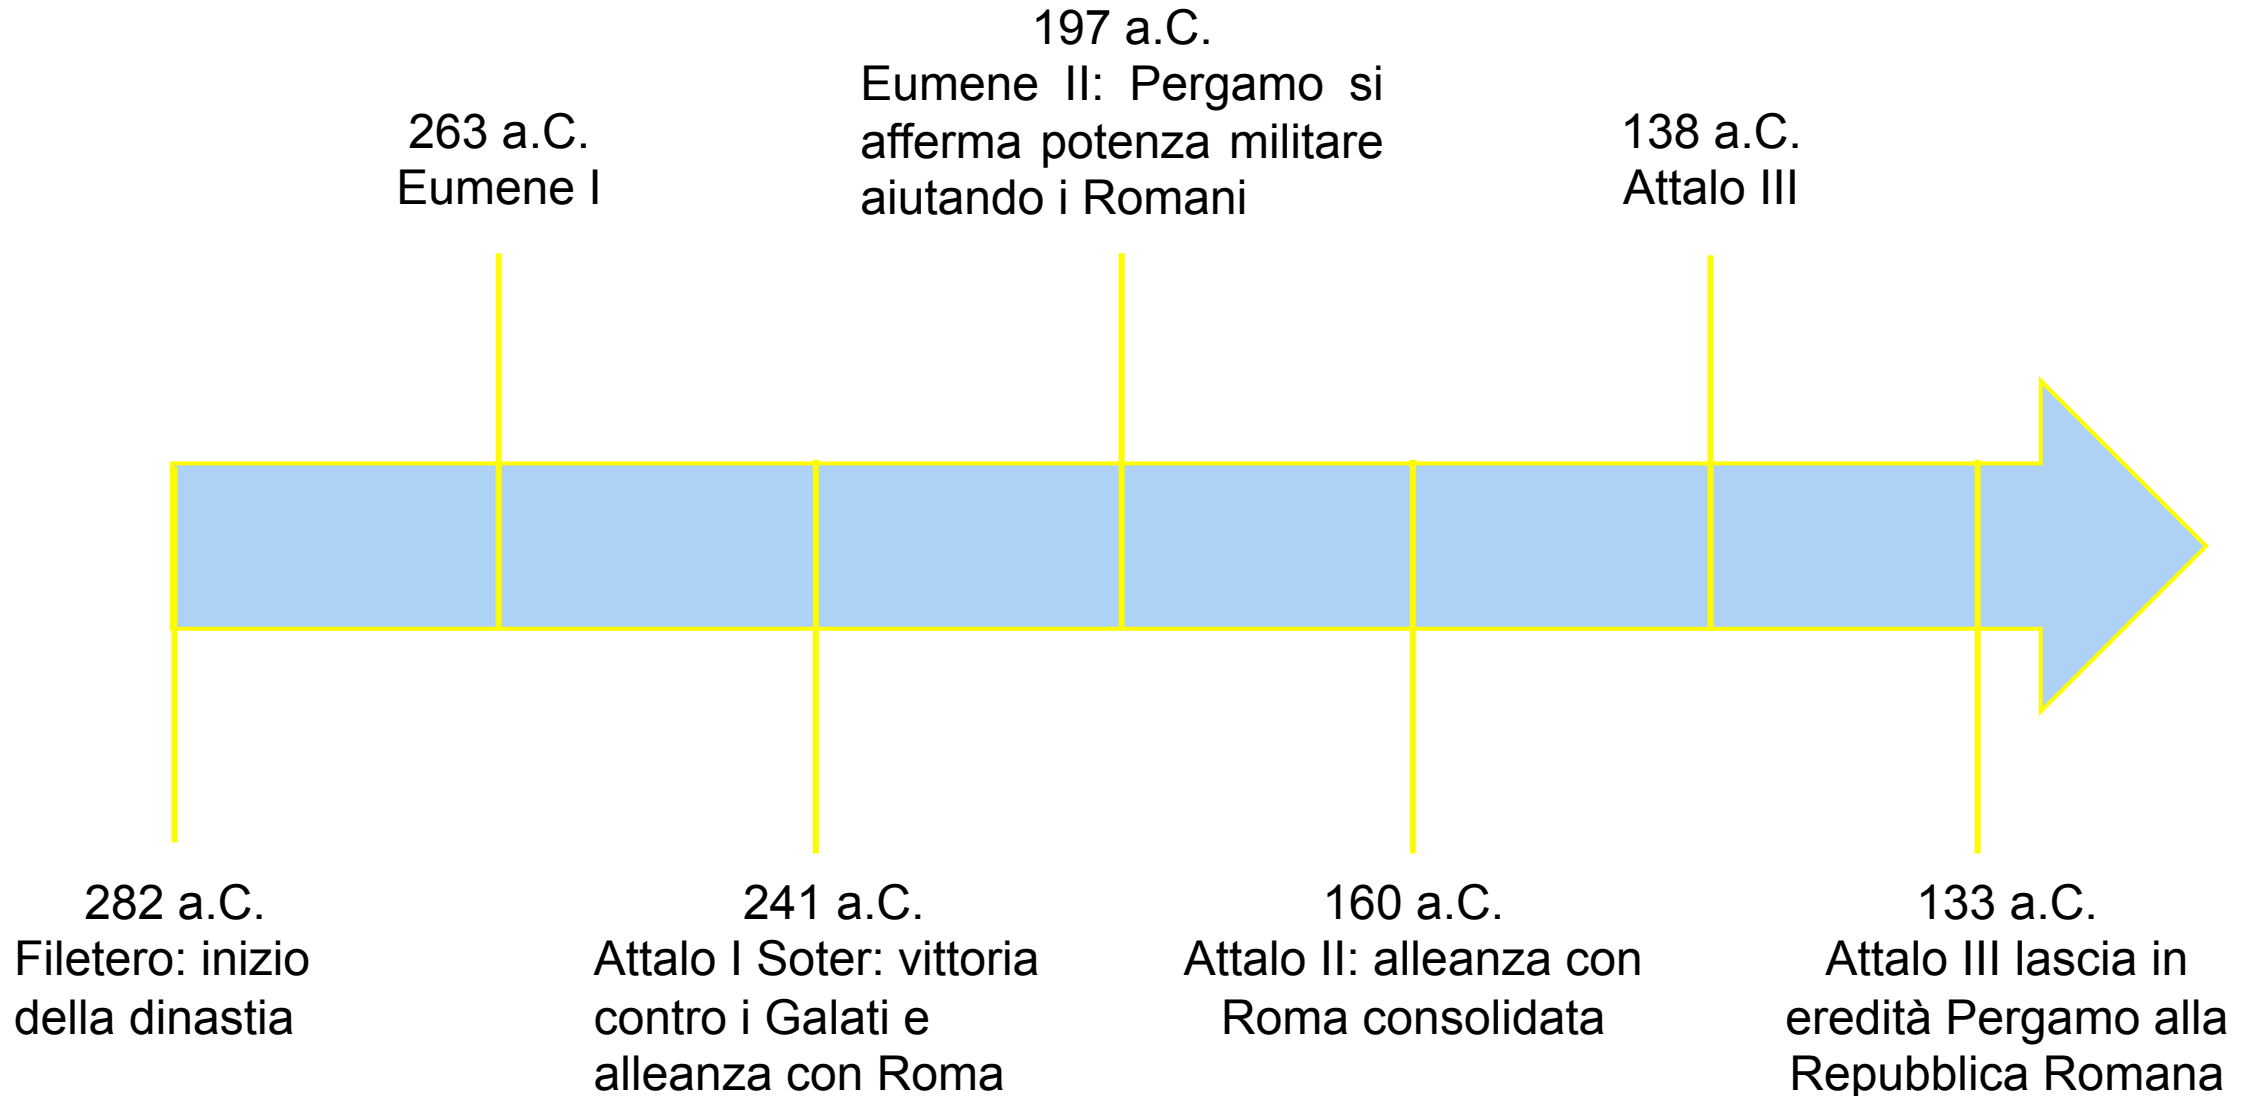 197 a.C.
Eumene II: Pergamo si
afferma potenza militare
aiutando i Romani
263 a.C.
Eumene I
138 a.C.
Attalo III
282 a.C.
Filetero: inizio
della dinastia
241 a.C.
Attalo I Soter: vittoria
contro i Galati e
alleanza con Roma
160 a.C.
Attalo II: alleanza con
Roma consolidata
133 a.C.
Attalo III lascia in
eredità Pergamo alla
Repubblica Romana